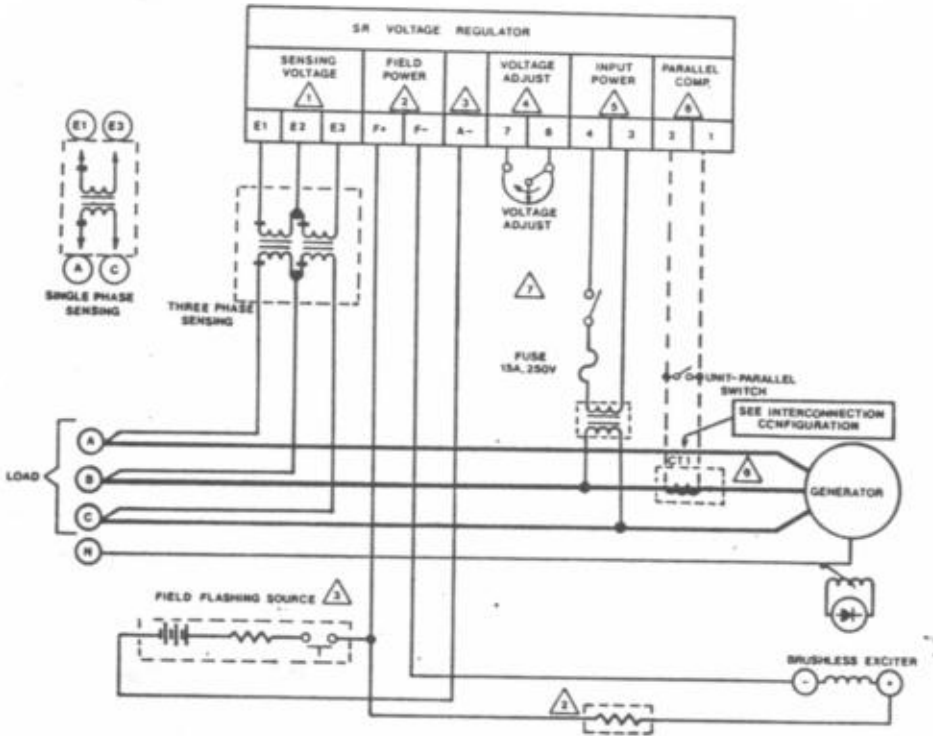 SR VOLTAGE REGULATOR
SENSING VOLTAGE
FIELD POWER
VOLTAGE ADJUST
INPUT POWER
PARALLEL COMP.
1
2
3
4
5
6
E1
E2
E3
F+
F-
A-
7
6
4
3
2
1
E1
E3
A
C
SINGLE PHASE
SENSING
THREE PHASE
SENSING
VOLTAGE
ADJUST
7
FUSE
15A, 250V
UNIT-PARALLEL
SWITCH
SEE INTERCONNECTION
CONFIGURATION
CT1
6
LOAD
A
B
C
N
GENERATOR
FIELD FLASHING SOURCE
3
BRUSHLESS EXCITER
-
+
2